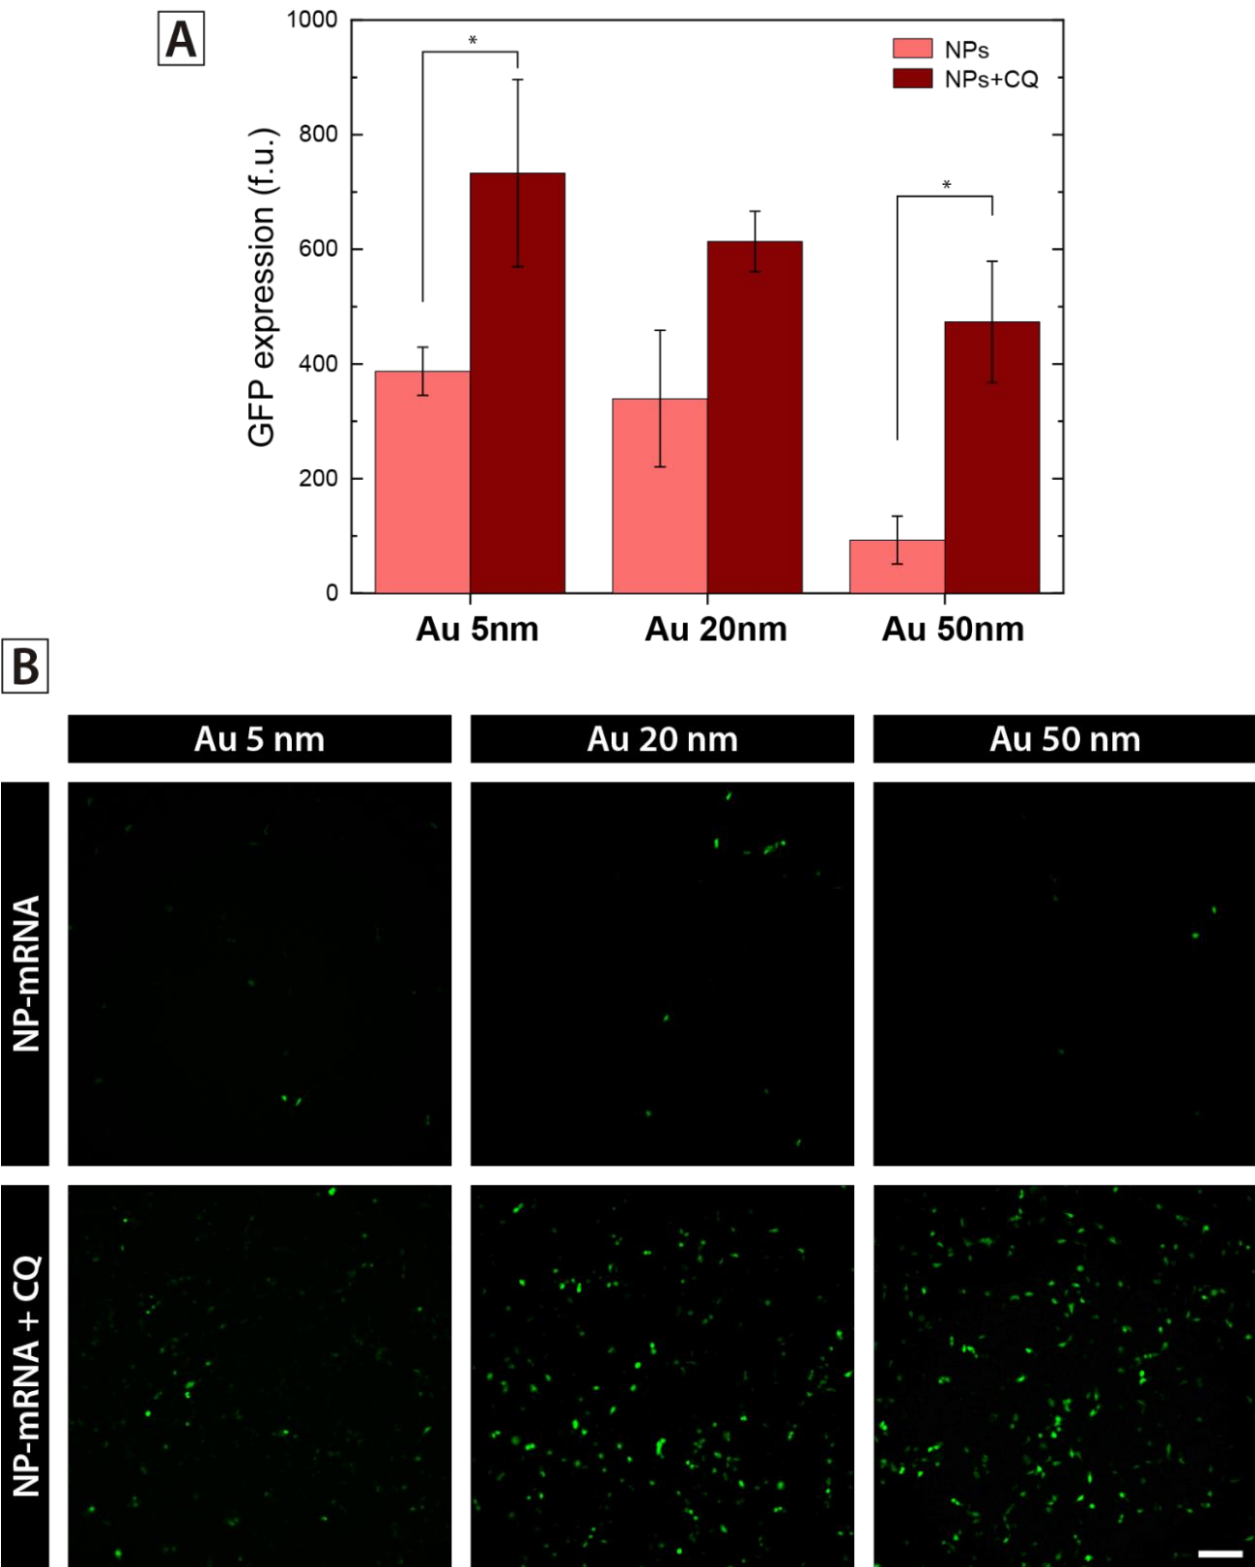 A
1000
800
600
400
200
0
GFP expression (f.u.)
*
*
NPs
NPs+CQ
Au 5nm
Au 20nm
Au 50nm
B
Au 5 nm
Au 20 nm
Au 50 nm
NP-mRNA
NP-mRNA + CQ